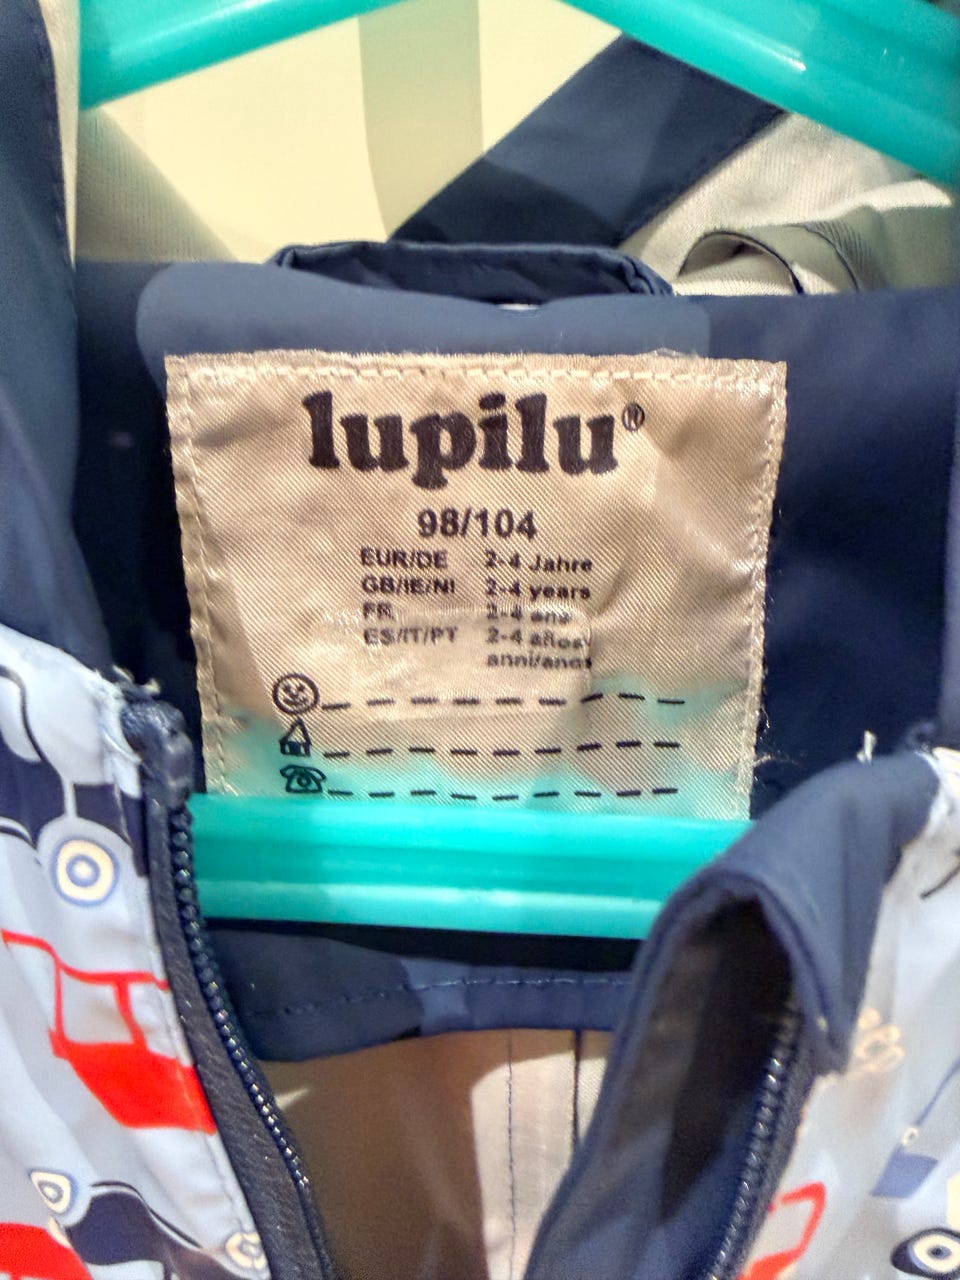 lupilu®
98/104
EUR/DE 2-4 Jahre
GB/IE/NI 2-4 years
FR 2-4 ans
ES/IT/PT 2-4 años/
anni/anos